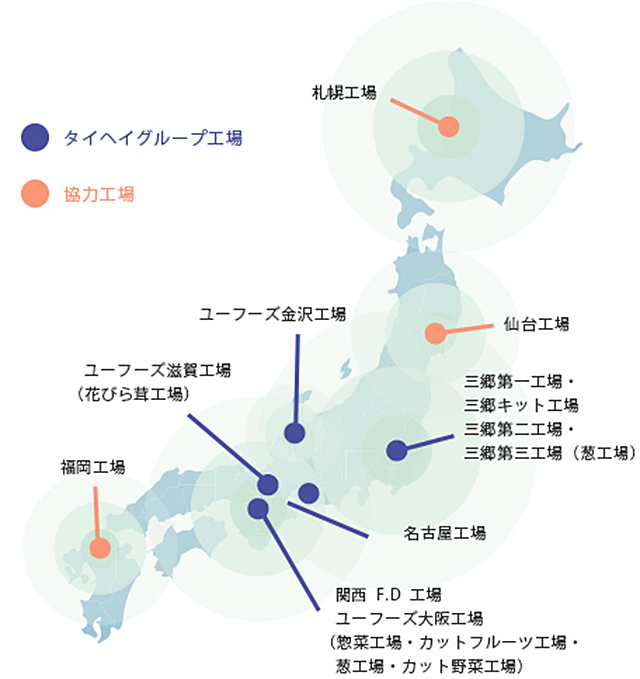 札幌工場
タイヘイグループ工場
協力工場
ユーフーズ金沢工場
仙台工場
ユーフーズ滋賀工場
（花びら茸工場）
三郷第一工場・
三郷キット工場
三郷第二工場・
三郷第三工場（葱工場）
福岡工場
名古屋工場
関西 F.D 工場
ユーフーズ大阪工場
（惣菜工場・カットフルーツ工場・
葱工場・カット野菜工場）